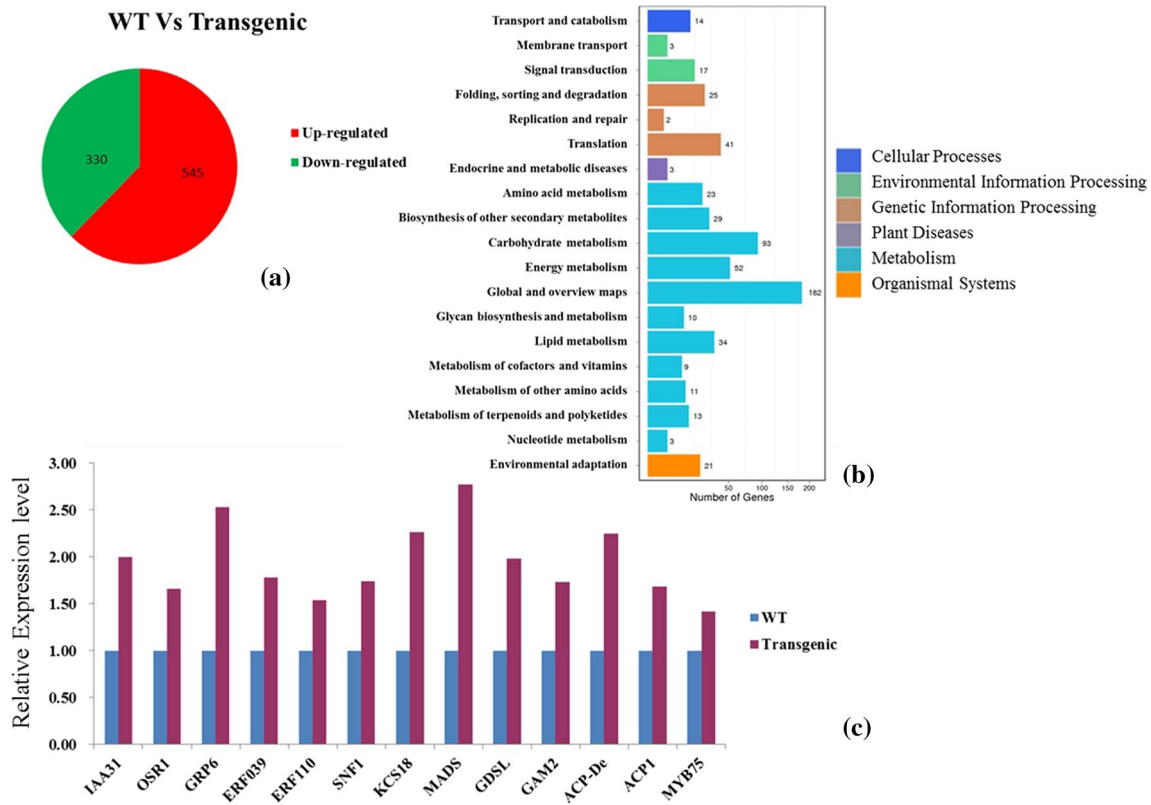 WT Vs Transgenic
330
545
Up-regulated
Down-regulated
(a)
Transport and catabolism 14
Membrane transport 3
Signal transduction 17
Folding, sorting and degradation 25
Replication and repair 2
Translation 41
Endocrine and metabolic diseases 3
Amino acid metabolism 23
Biosynthesis of other secondary metabolites 29
Carbohydrate metabolism 93
Energy metabolism 52
Global and overview maps 182
Glycan biosynthesis and metabolism 10
Lipid metabolism 34
Metabolism of cofactors and vitamins 9
Metabolism of other amino acids 11
Metabolism of terpenoids and polyketides 13
Nucleotide metabolism 3
Environmental adaptation 21
50 100 150 200
Number of Genes
Cellular Processes
Environmental Information Processing
Genetic Information Processing
Plant Diseases
Metabolism
Organismal Systems
(b)
Relative Expression level
3.00
2.50
2.00
1.50
1.00
0.50
0.00
IAA31 OSR1 GRP6 ERF039 ERF110 SNF1 KCS18 MADS GDSL GAM2 ACP-De ACP1 MYB75
WT
Transgenic
(c)